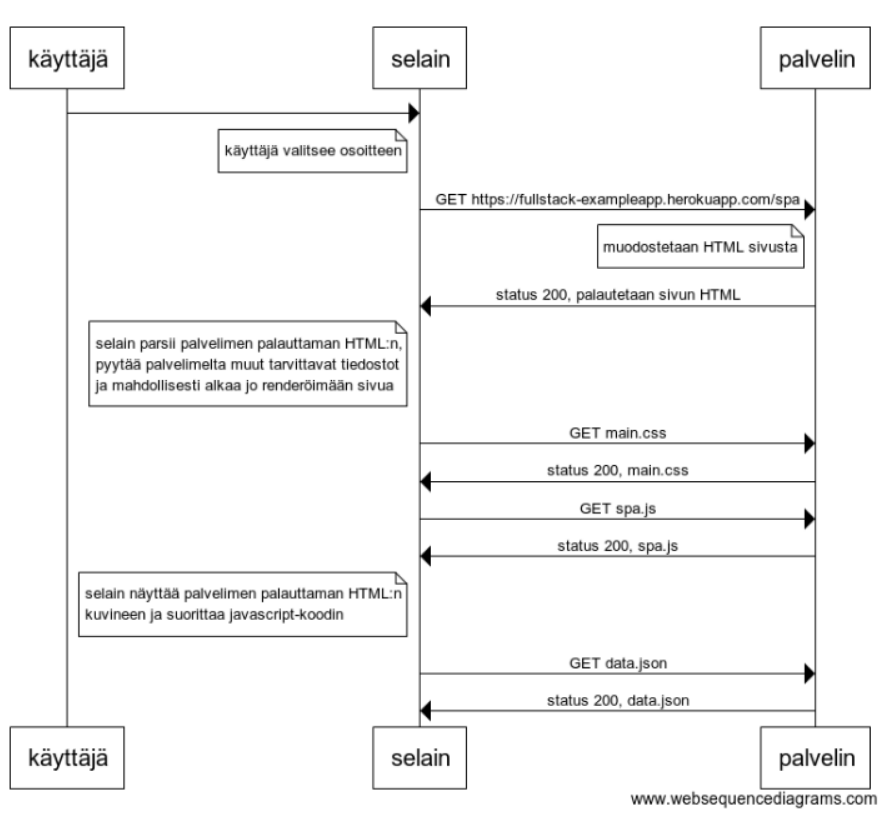 käyttäjä
selain
palvelin
käyttäjä valitsee osoitteen
GET https://fullstack-exampleapp.herokuapp.com/spa
muodostetaan HTML sivusta
status 200, palautetaan sivun HTML
selain parsii palvelimen palauttaman HTML:n,
pyytää palvelimelta muut tarvittavat tiedostot
ja mahdollisesti alkaa jo renderöimään sivua
GET main.css
status 200, main.css
GET spa.js
status 200, spa.js
selain näyttää palvelimen palauttaman HTML:n
kuvineen ja suorittaa javascript-koodin
GET data.json
status 200, data.json
käyttäjä
selain
palvelin
www.websequencediagrams.com